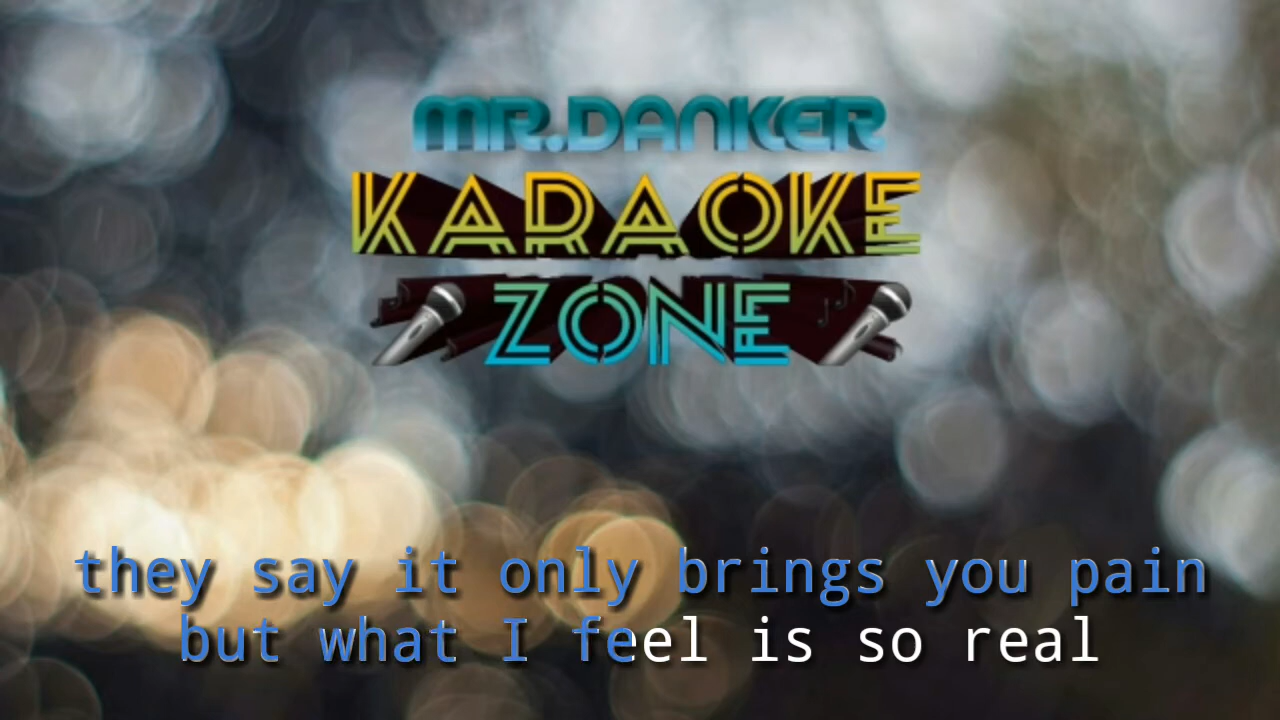 MR.DANKER
KARAOKE
ZONE
they say it only brings you pain
but what I feel is so real